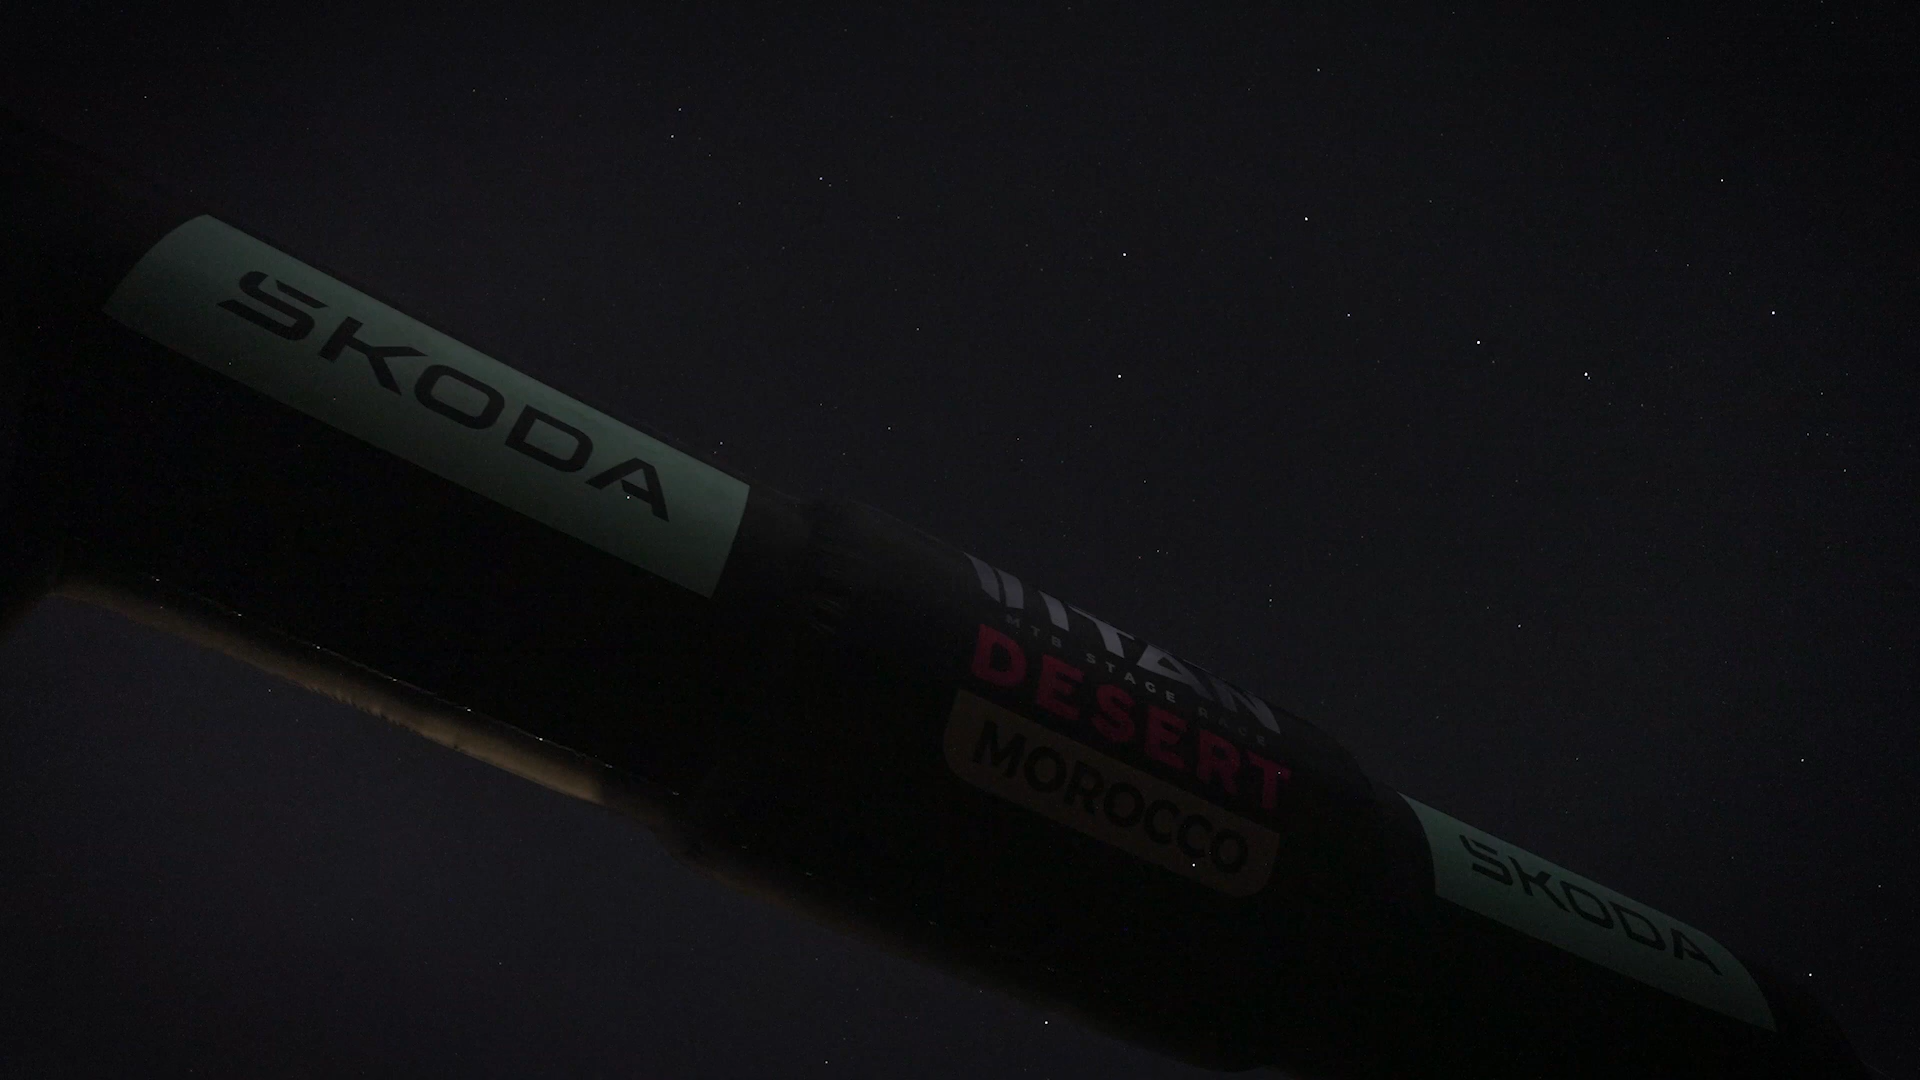 SKODA
TITAN
MTB STAGE RACE
DESERT
MOROCCO
SKODA